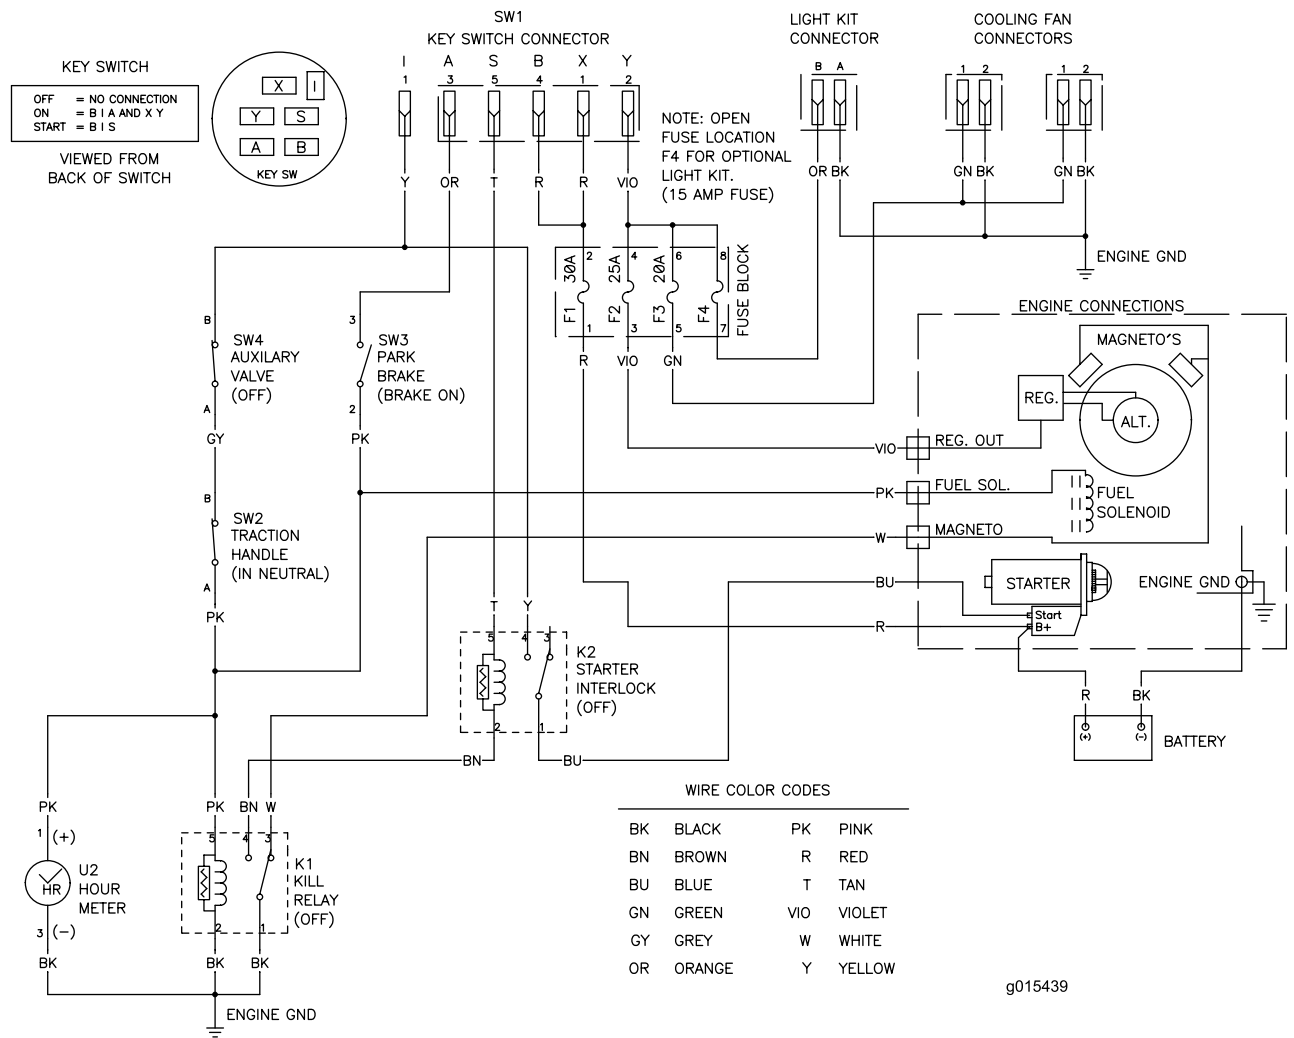 SW1
KEY SWITCH CONNECTOR
I A S B X Y
1 3 5 4 1 2
Y OR T R R VIO
KEY SWITCH
OFF = NO CONNECTION
ON = B I A AND X Y
START = B I S
VIEWED FROM
BACK OF SWITCH
X I
Y S
A B
KEY SW
NOTE: OPEN
FUSE LOCATION
F4 FOR OPTIONAL
LIGHT KIT.
(15 AMP FUSE)
LIGHT KIT
CONNECTOR
B A
OR BK
COOLING FAN
CONNECTORS
1 2 1 2
GN BK GN BK
ENGINE GND
2 4 6 8
30A 25A 20A
F1 F2 F3 F4
1 3 5 7
FUSE BLOCK
R VIO GN
B
SW4
AUXILARY
VALVE
(OFF)
A
GY
3
SW3
PARK
BRAKE
(BRAKE ON)
2
PK
B
SW2
TRACTION
HANDLE
(IN NEUTRAL)
A
PK
ENGINE CONNECTIONS
MAGNETO'S
REG.
ALT.
VIO REG. OUT
PK FUEL SOL.
FUEL
SOLENOID
W MAGNETO
BU
STARTER
ENGINE GND
Start
B+
R
R BK
(+) (-)
BATTERY
T Y
5 4 3
K2
STARTER
INTERLOCK
(OFF)
2 1
BN BU
PK PK BN W
1 (+)
U2
HOUR
METER
HR
3 (-)
BK
5 4 3
K1
KILL
RELAY
(OFF)
2 1
BK BK
ENGINE GND
WIRE COLOR CODES
BK BLACK PK PINK
BN BROWN R RED
BU BLUE T TAN
GN GREEN VIO VIOLET
GY GREY W WHITE
OR ORANGE Y YELLOW
g015439